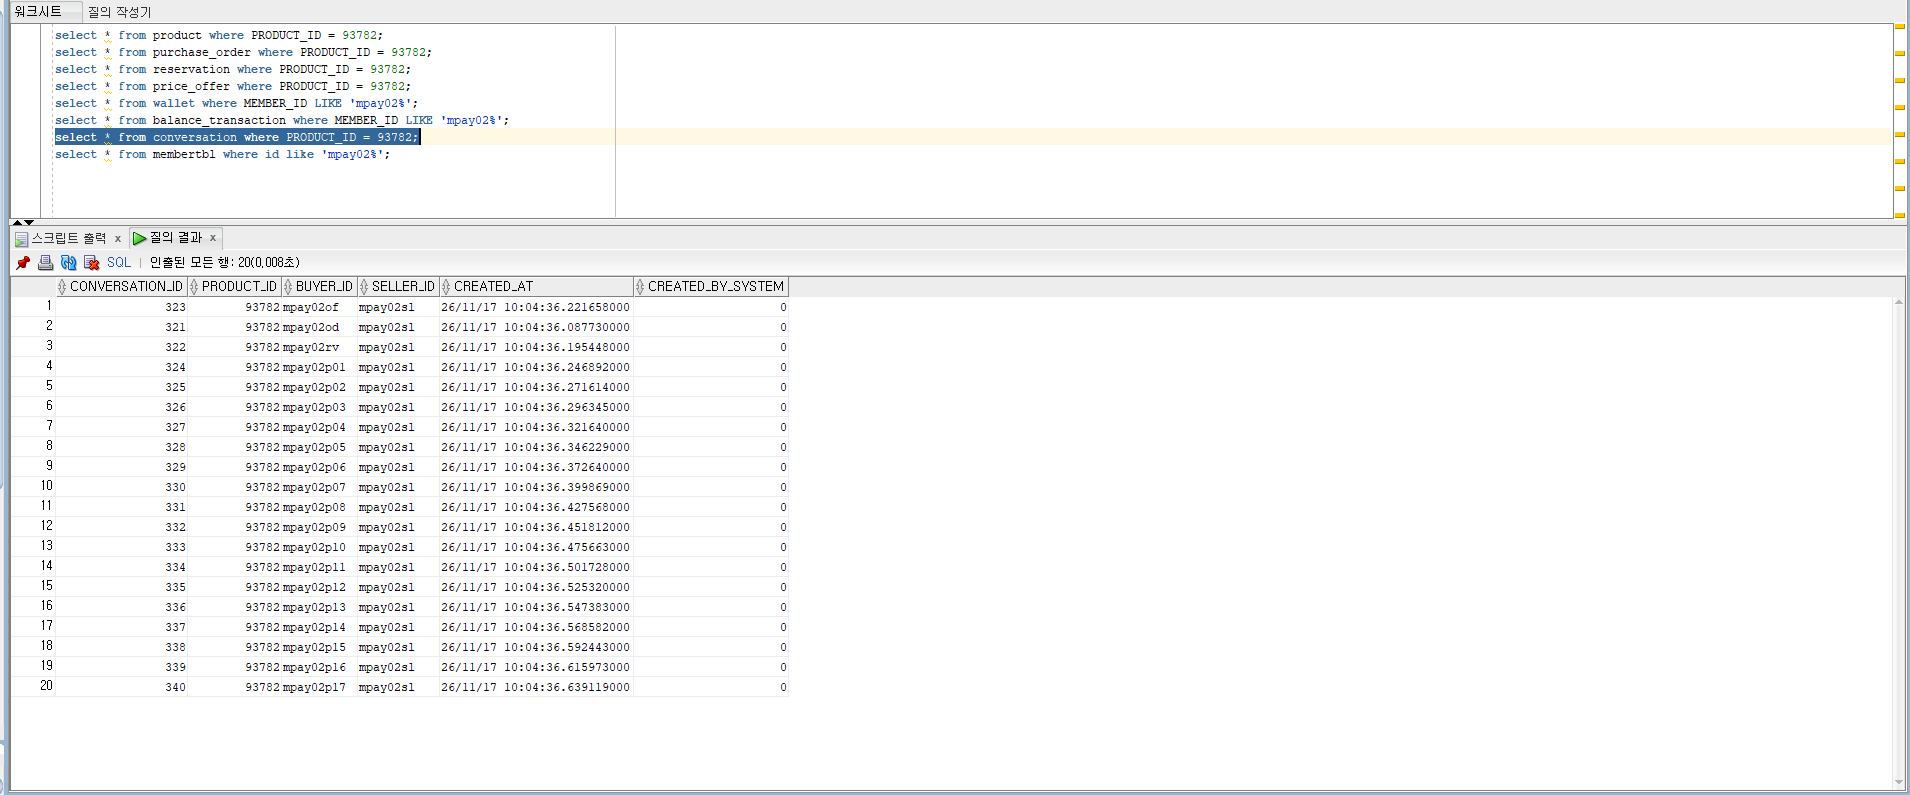 워크시트 질의 작성기
select * from product where PRODUCT_ID = 93782;
select * from purchase_order where PRODUCT_ID = 93782;
select * from reservation where PRODUCT_ID = 93782;
select * from price_offer where PRODUCT_ID = 93782;
select * from wallet where MEMBER_ID LIKE 'mpay02%';
select * from balance_transaction where MEMBER_ID LIKE 'mpay02%';
select * from conversation where PRODUCT_ID = 93782;
select * from membertbl where id like 'mpay02%';
스크립트 출력 x 질의 결과 x
SQL | 인출된 모든 행: 20(0.008초)
CONVERSATION_ID PRODUCT_ID BUYER_ID SELLER_ID CREATED_AT CREATED_BY_SYSTEM
1 323 93782 mpay02of mpay02sl 26/11/17 10:04:36.221658000 0
2 321 93782 mpay02od mpay02sl 26/11/17 10:04:36.087730000 0
3 322 93782 mpay02rv mpay02sl 26/11/17 10:04:36.195448000 0
4 324 93782 mpay02p01 mpay02sl 26/11/17 10:04:36.246892000 0
5 325 93782 mpay02p02 mpay02sl 26/11/17 10:04:36.271614000 0
6 326 93782 mpay02p03 mpay02sl 26/11/17 10:04:36.296345000 0
7 327 93782 mpay02p04 mpay02sl 26/11/17 10:04:36.321640000 0
8 328 93782 mpay02p05 mpay02sl 26/11/17 10:04:36.346229000 0
9 329 93782 mpay02p06 mpay02sl 26/11/17 10:04:36.372640000 0
10 330 93782 mpay02p07 mpay02sl 26/11/17 10:04:36.399869000 0
11 331 93782 mpay02p08 mpay02sl 26/11/17 10:04:36.427568000 0
12 332 93782 mpay02p09 mpay02sl 26/11/17 10:04:36.451812000 0
13 333 93782 mpay02p10 mpay02sl 26/11/17 10:04:36.475663000 0
14 334 93782 mpay02p11 mpay02sl 26/11/17 10:04:36.501728000 0
15 335 93782 mpay02p12 mpay02sl 26/11/17 10:04:36.525320000 0
16 336 93782 mpay02p13 mpay02sl 26/11/17 10:04:36.547383000 0
17 337 93782 mpay02p14 mpay02sl 26/11/17 10:04:36.568582000 0
18 338 93782 mpay02p15 mpay02sl 26/11/17 10:04:36.592443000 0
19 339 93782 mpay02p16 mpay02sl 26/11/17 10:04:36.615973000 0
20 340 93782 mpay02p17 mpay02sl 26/11/17 10:04:36.639119000 0